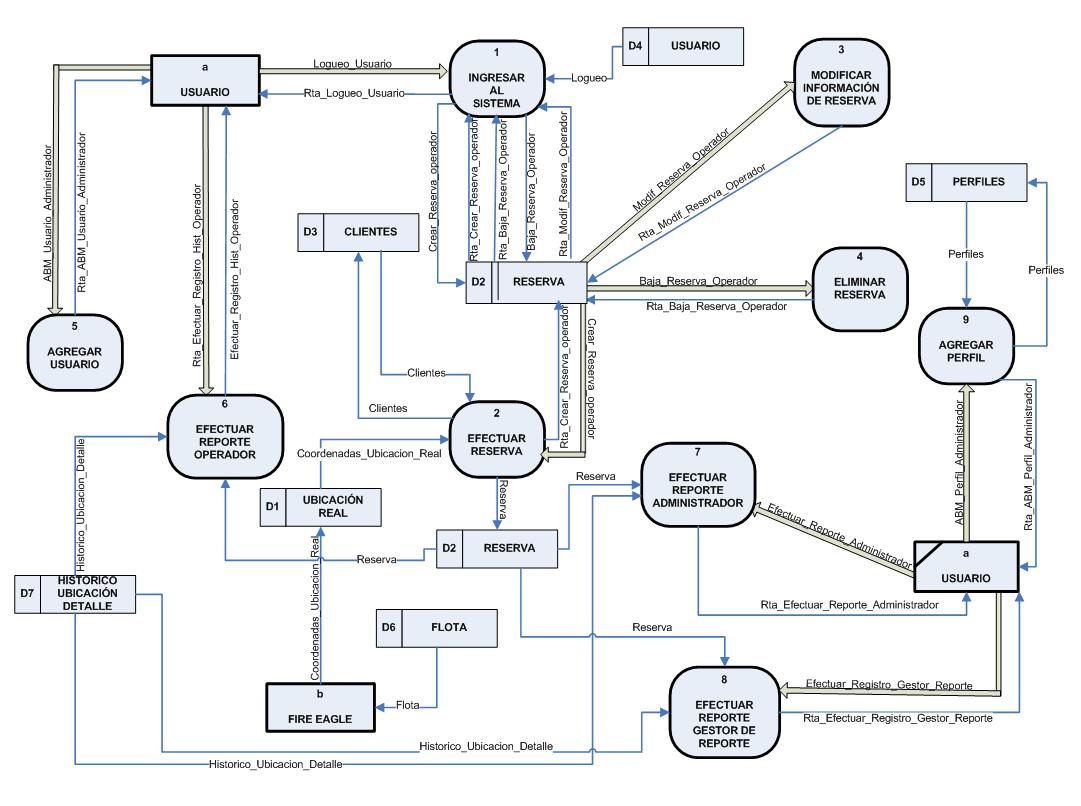 a
USUARIO
Logueo_Usuario
Rta_Logueo_Usuario
1
INGRESAR
AL
SISTEMA
Logueo
D4
USUARIO
3
MODIFICAR
INFORMACIÓN
DE RESERVA
ABM_Usuario_Administrador
Rta_ABM_Usuario_Administrador
Rta_Efectuar_Registro_Hist_Operador
Efectuar_Registro_Hist_Operador
Crear_Reserva_operador
Rta_Crear_Reserva_operador
Rta_Baja_Reserva_Operador
Baja_Reserva_Operador
Rta_Modif_Reserva_Operador
Modif_Reserva_Operador
Rta_Modif_Reserva_Operador
D5
PERFILES
Perfiles
Perfiles
D3
CLIENTES
D2
RESERVA
Baja_Reserva_Operador
Rta_Baja_Reserva_Operador
4
ELIMINAR
RESERVA
5
AGREGAR
USUARIO
9
AGREGAR
PERFIL
Clientes
Clientes
Rta_Crear_Reserva_operador
Crear_Reserva_operador
6
EFECTUAR
REPORTE
OPERADOR
2
EFECTUAR
RESERVA
Coordenadas_Ubicacion_Real
Historico_Ubicacion_Detalle
7
EFECTUAR
REPORTE
ADMINISTRADOR
Reserva
Reserva
ABM_Perfil_Administrador
Rta_ABM_Perfil_Administrador
D1
UBICACIÓN
REAL
Efectuar_Reporte_Administrador
D2
RESERVA
Reserva
a
USUARIO
D7
HISTORICO
UBICACIÓN
DETALLE
Coordenadas_Ubicacion_Real
Rta_Efectuar_Reporte_Administrador
D6
FLOTA
Reserva
b
FIRE EAGLE
Flota
8
EFECTUAR
REPORTE
GESTOR DE
REPORTE
Efectuar_Registro_Gestor_Reporte
Rta_Efectuar_Registro_Gestor_Reporte
Historico_Ubicacion_Detalle
Historico_Ubicacion_Detalle